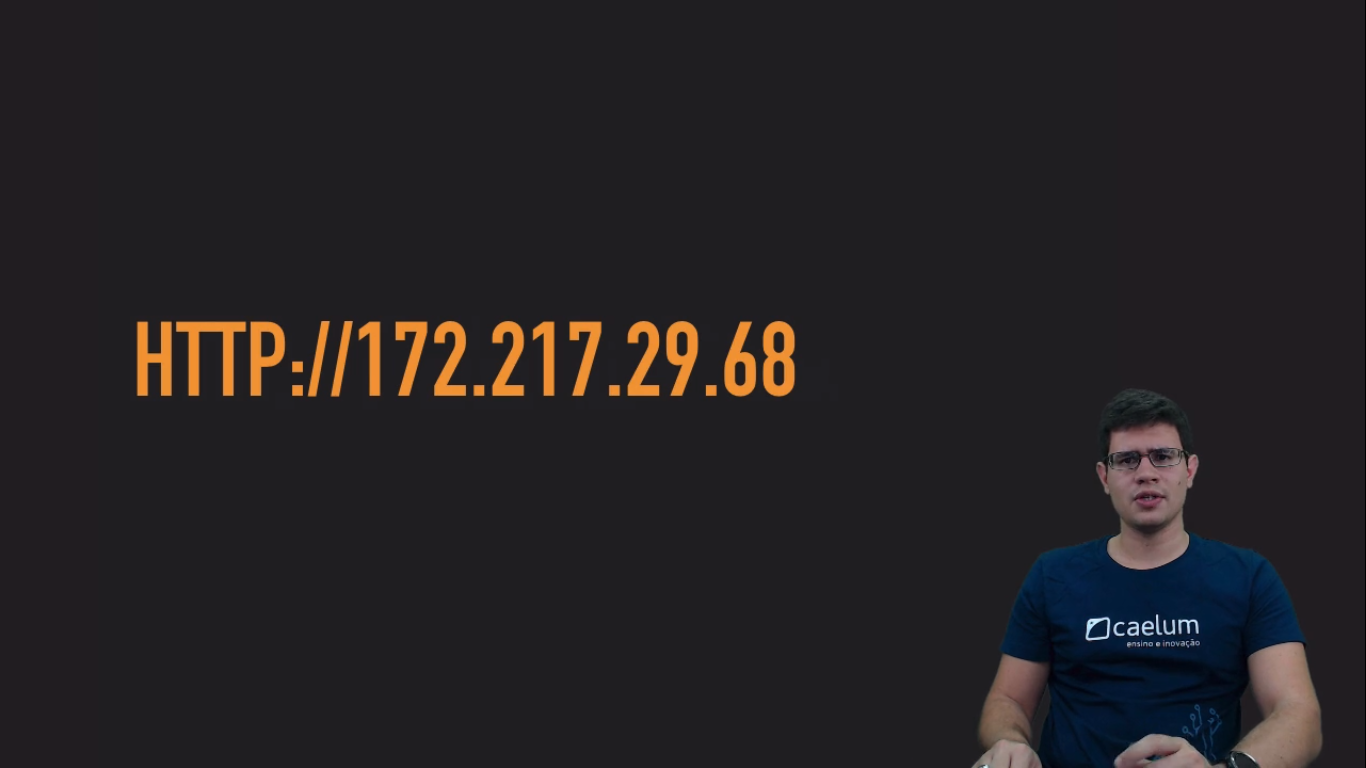 HTTP://172.217.29.68
caelum
ensino e inovação